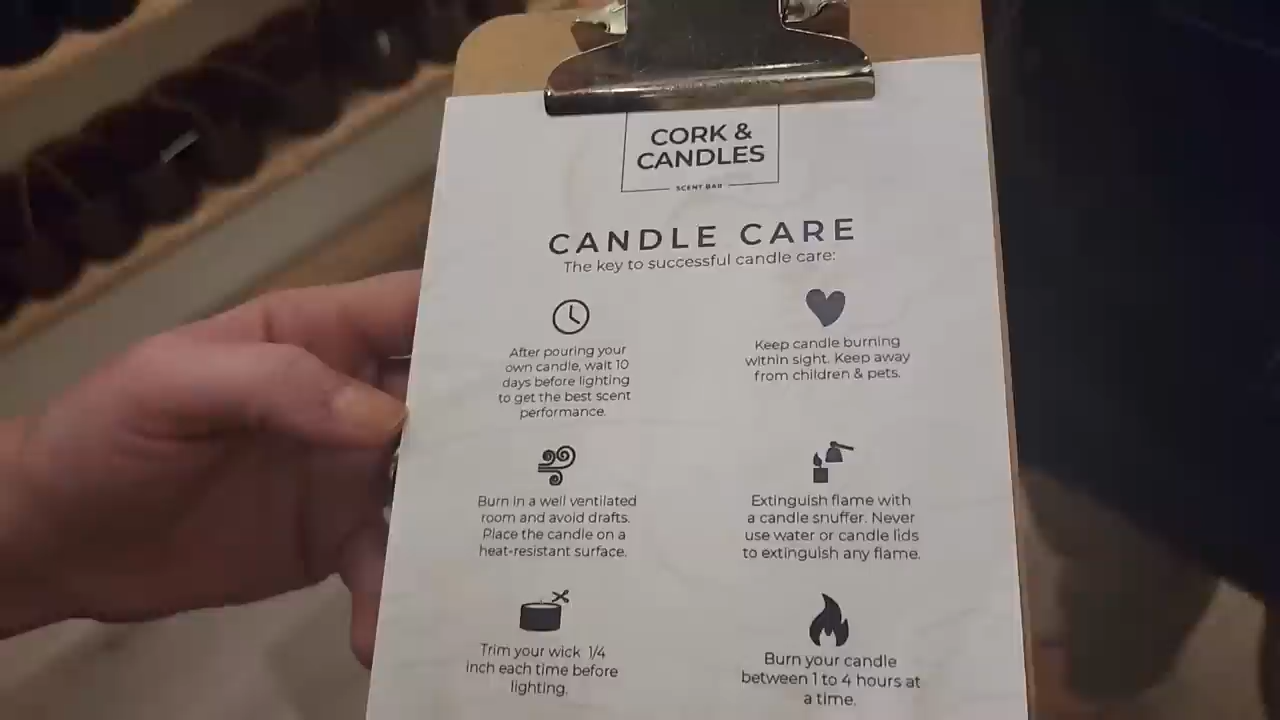 CORK &
CANDLES
SCENT BAR
CANDLE CARE
The key to successful candle care:
After pouring your
own candle, wait 10
days before lighting
to get the best scent
performance.
Keep candle burning
within sight. Keep away
from children & pets.
Burn in a well ventilated
room and avoid drafts.
Place the candle on a
heat-resistant surface.
Extinguish flame with
a candle snuffer. Never
use water or candle lids
to extinguish any flame.
Trim your wick 1/4
inch each time before
lighting.
Burn your candle
between 1 to 4 hours at
a time.